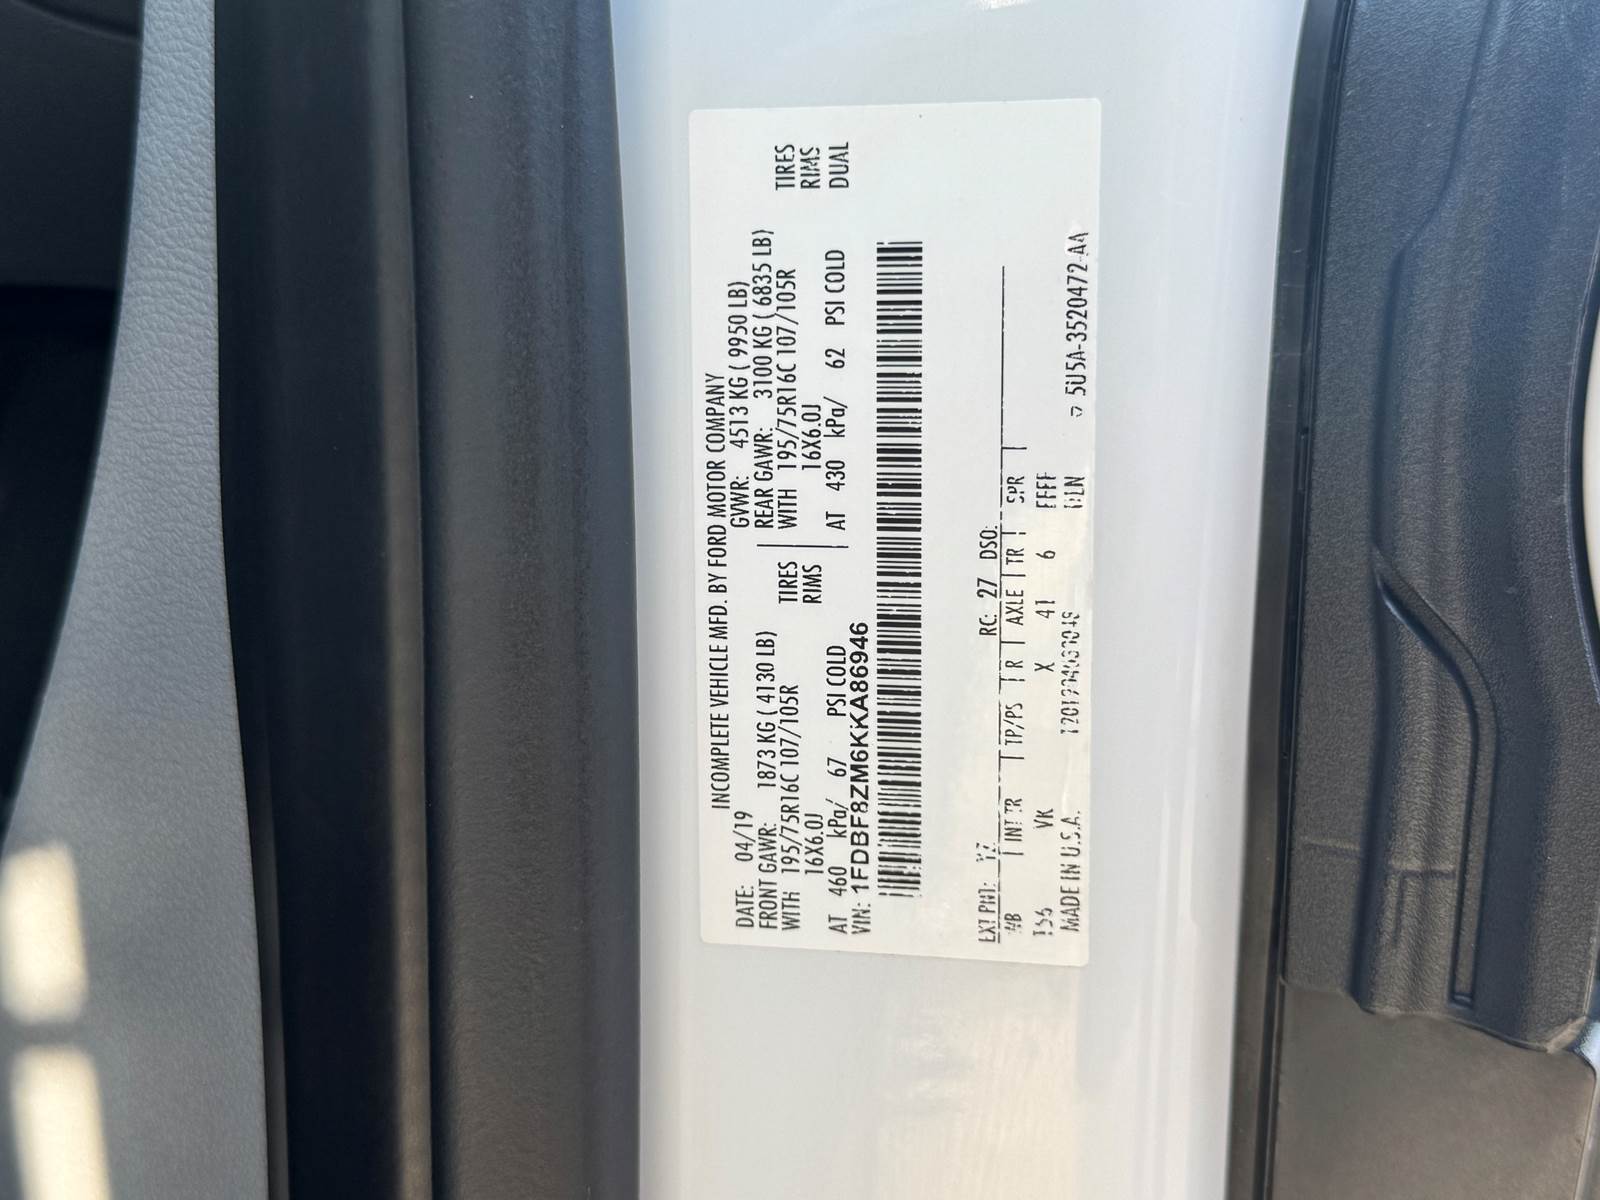 INCOMPLETE VEHICLE MFD. BY FORD MOTOR COMPANY
DATE: 04/19 GVWR: 4513 KG ( 9950 LB)
FRONT GAWR: 1873 KG ( 4130 LB) REAR GAWR: 3100 KG ( 6835 LB)
WITH 195/75R16C 107/105R TIRES WITH 195/75R16C 107/105R TIRES
16X6.0J RIMS 16X6.0J RIMS
AT 460 kPa/ 67 PSI COLD AT 430 kPa/ 62 PSI COLD DUAL
VIN: 1FDBF8ZM6KKA86946
EXT PNT: YZ RC: 27 DSO:
WB INT TR TP/PS R AXLE TR SPR
VK X 41 6 FFFF
MADE IN U.S.A. 5U5A-3520472-AA